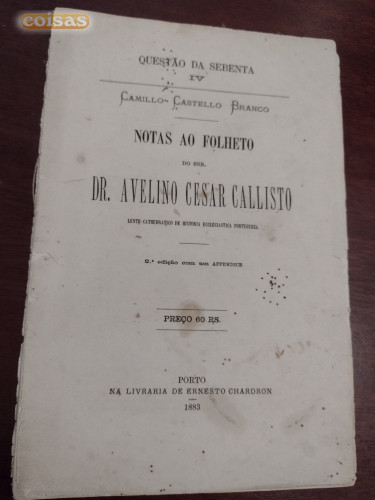 coisas
QUESTÃO DA SEBENTA
IV
CAMILLO CASTELLO BRANCO
NOTAS AO FOLHETO
DO SNR.
DR. AVELINO CESAR CALLISTO
LENTE CATHEDRATICO DE HISTORIA ECCLESIASTICA PORTUGUEZA
2.ª edição com um APPENDICE
PREÇO 60 RS.
PORTO
NA LIVRARIA DE ERNESTO CHARDRON
1883